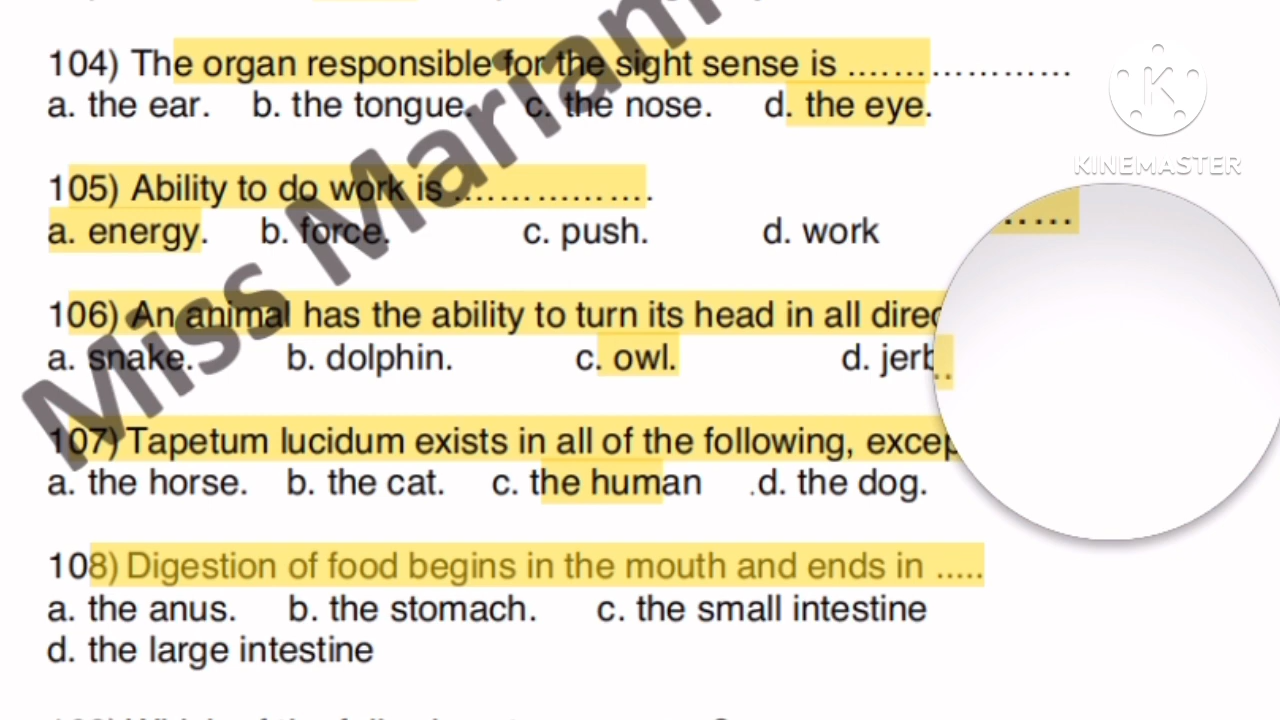 104) The organ responsible for the sight sense is ......................
a. the ear. b. the tongue. c. the nose. d. the eye.
KINEMASTER
105) Ability to do work is ...................
a. energy. b. force. c. push. d. work
106) An animal has the ability to turn its head in all
a. snake. b. dolphin. c. owl. d.
107) Tapetum lucidum exists in all of the following,
a. the horse. b. the cat. c. the human .d. the dog.
108) Digestion of food begins in the mouth and ends in .....
a. the anus. b. the stomach. c. the small intestine
d. the large intestine
Miss Mariam